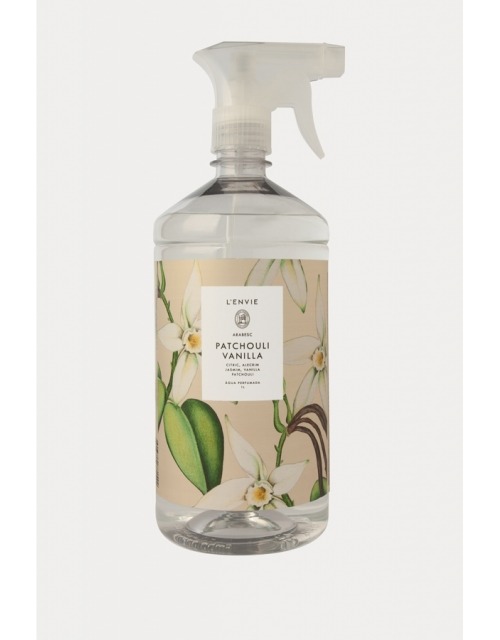 L'ENVIE
ARABESC
PATCHOULI
VANILLA
CITRIC, ALECRIM
JASMIM, VANILLA
PATCHOULI
ÁGUA PERFUMADA
1L